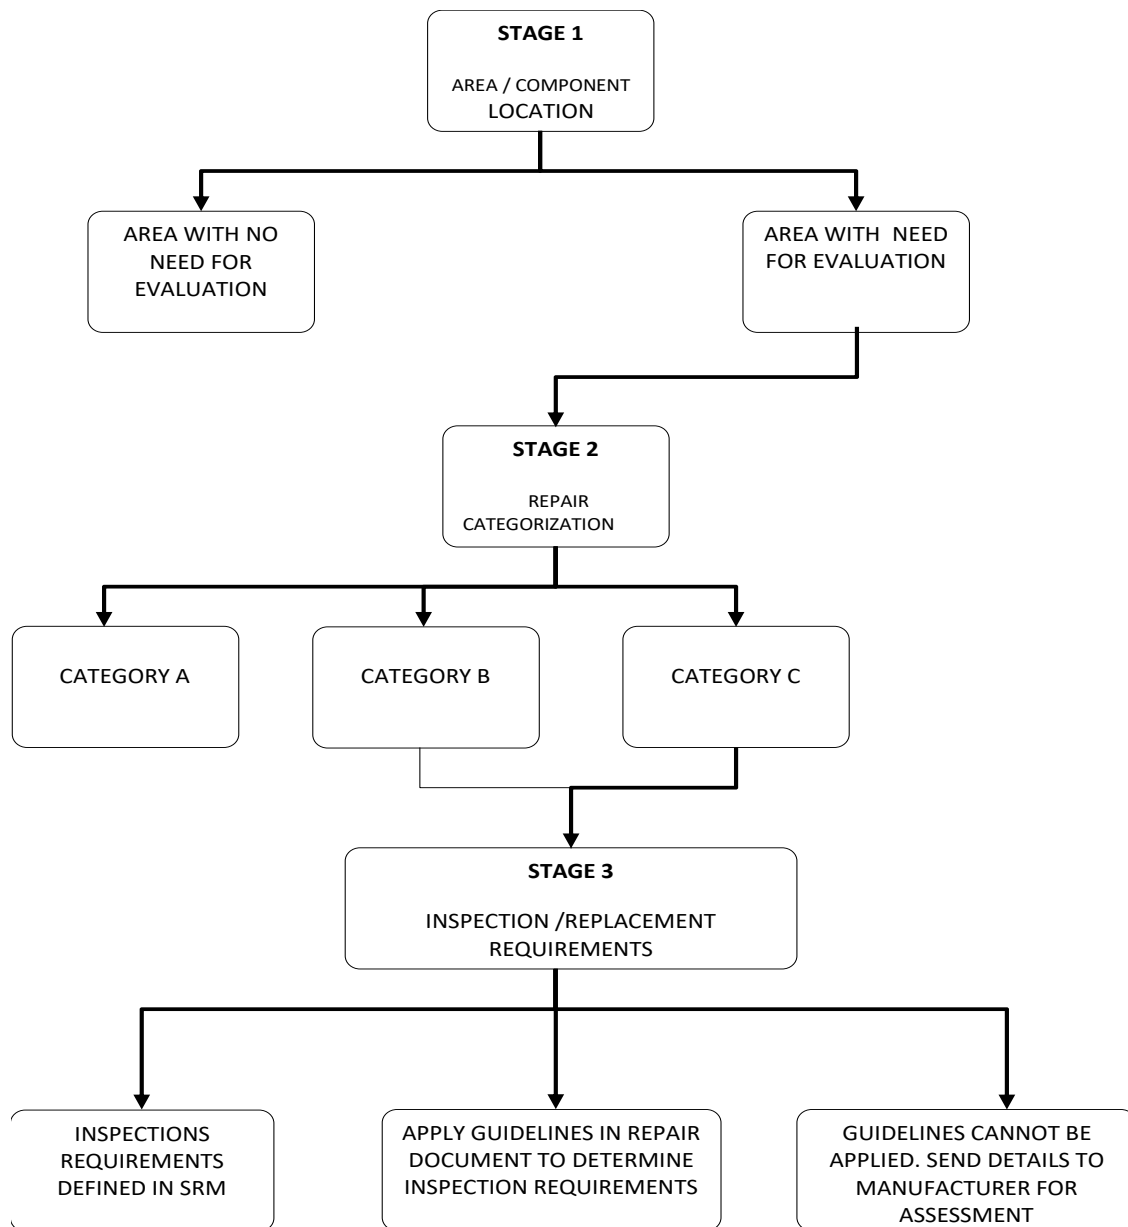 STAGE 1
AREA / COMPONENT
LOCATION
AREA WITH NO
NEED FOR
EVALUATION
AREA WITH NEED
FOR EVALUATION
STAGE 2
REPAIR
CATEGORIZATION
CATEGORY A
CATEGORY B
CATEGORY C
STAGE 3
INSPECTION /REPLACEMENT
REQUIREMENTS
INSPECTIONS
REQUIREMENTS
DEFINED IN SRM
APPLY GUIDELINES IN REPAIR
DOCUMENT TO DETERMINE
INSPECTION REQUIREMENTS
GUIDELINES CANNOT BE
APPLIED. SEND DETAILS TO
MANUFACTURER FOR
ASSESSMENT